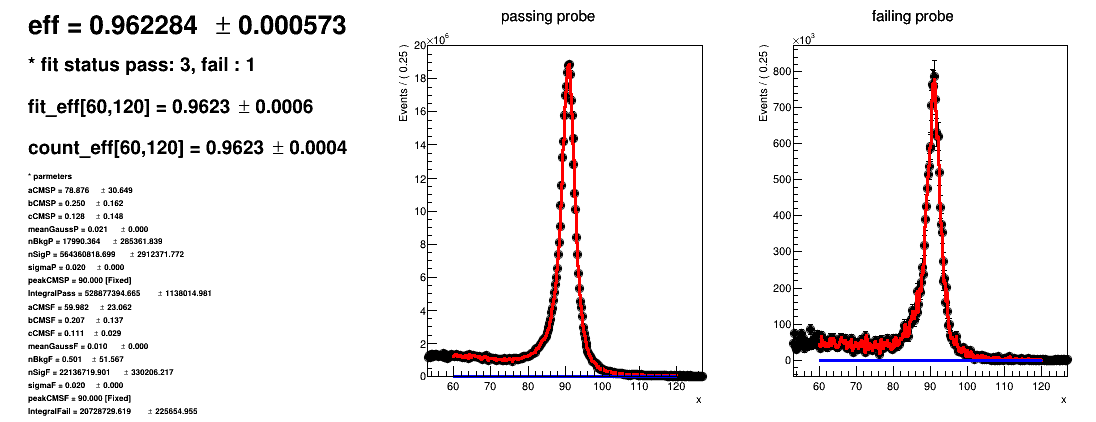 eff = 0.962284 ± 0.000573
* fit status pass: 3, fail : 1
fit_eff[60,120] = 0.9623 ± 0.0006
count_eff[60,120] = 0.9623 ± 0.0004
* parmeters
aCMSP = 78.876 ± 30.649
bCMSP = 0.250 ± 0.162
cCMSP = 0.128 ± 0.148
meanGaussP = 0.021 ± 0.000
nBkgP = 17990.364 ± 285361.839
nSigP = 564360818.699 ± 2912371.772
sigmaP = 0.020 ± 0.000
peakCMSP = 90.000 [Fixed]
IntegralPass = 528877394.665 ± 1138014.981
aCMSF = 59.982 ± 23.062
bCMSF = 0.207 ± 0.137
cCMSF = 0.111 ± 0.029
meanGaussF = 0.010 ± 0.000
nBkgF = 0.501 ± 51.567
nSigF = 22136719.901 ± 330206.217
sigmaF = 0.020 ± 0.000
peakCMSF = 90.000 [Fixed]
IntegralFail = 20728729.619 ± 225654.955
passing probe
×10⁶
Events / ( 0.25 )
20
18
16
14
12
10
8
6
4
2
0
60 70 80 90 100 110 120
x
failing probe
×10³
Events / ( 0.25 )
800
700
600
500
400
300
200
100
0
60 70 80 90 100 110 120
x